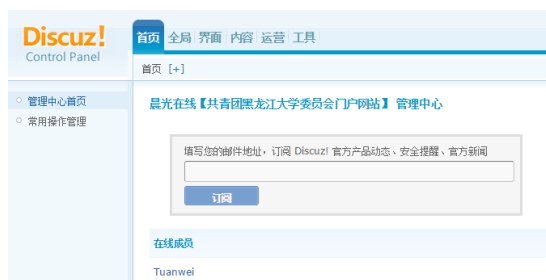 Discuz!
Control Panel
首页 全局 界面 内容 运营 工具
首页 [+]
管理中心首页
常用操作管理
晨光在线【共青团黑龙江大学委员会门户网站】 管理中心
填写您的邮件地址，订阅 Discuz! 官方产品动态、安全提醒、官方新闻
订阅
在线成员
Tuanwei